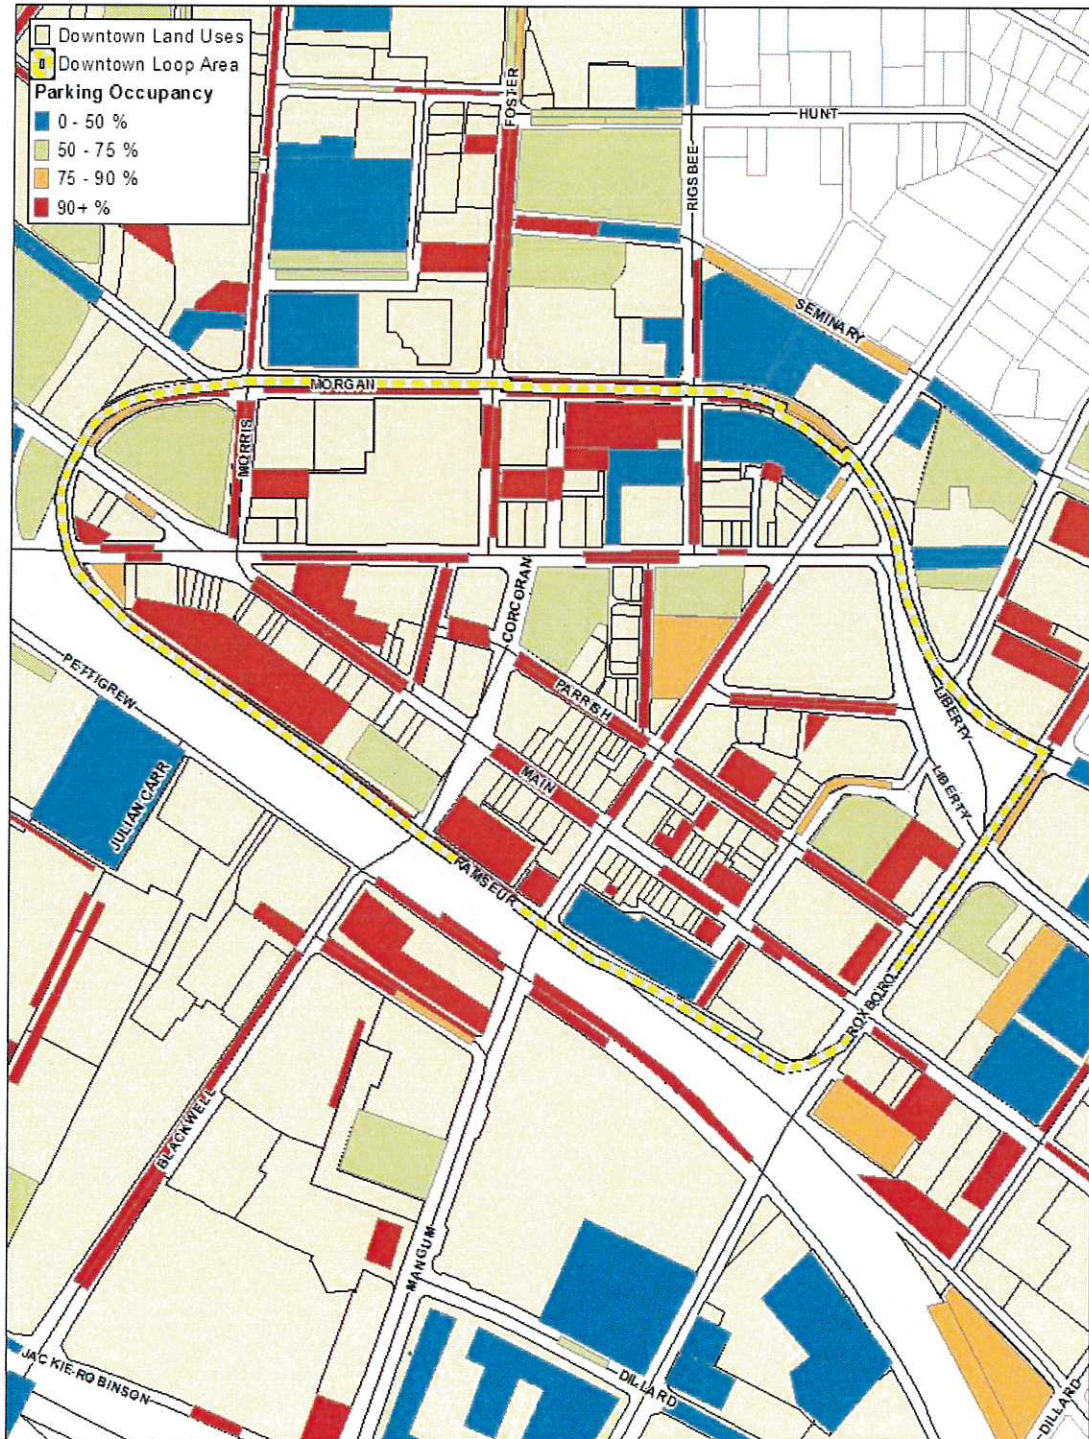 Downtown Land Uses
Downtown Loop Area
Parking Occupancy
0 - 50 %
50 - 75 %
75 - 90 %
90+ %
FOSTER
HUNT
RIGSBEE
SEMINARY
MORGAN
MORRIS
CORCORAN
PETTIGREW
PARRISH
LIBERTY
MAIN
LIBERTY
JULIAN CARR
RAMSEUR
ROXBORO
BLACKWELL
MANGUM
JACKIE ROBINSON
DILLARD
DILLARD